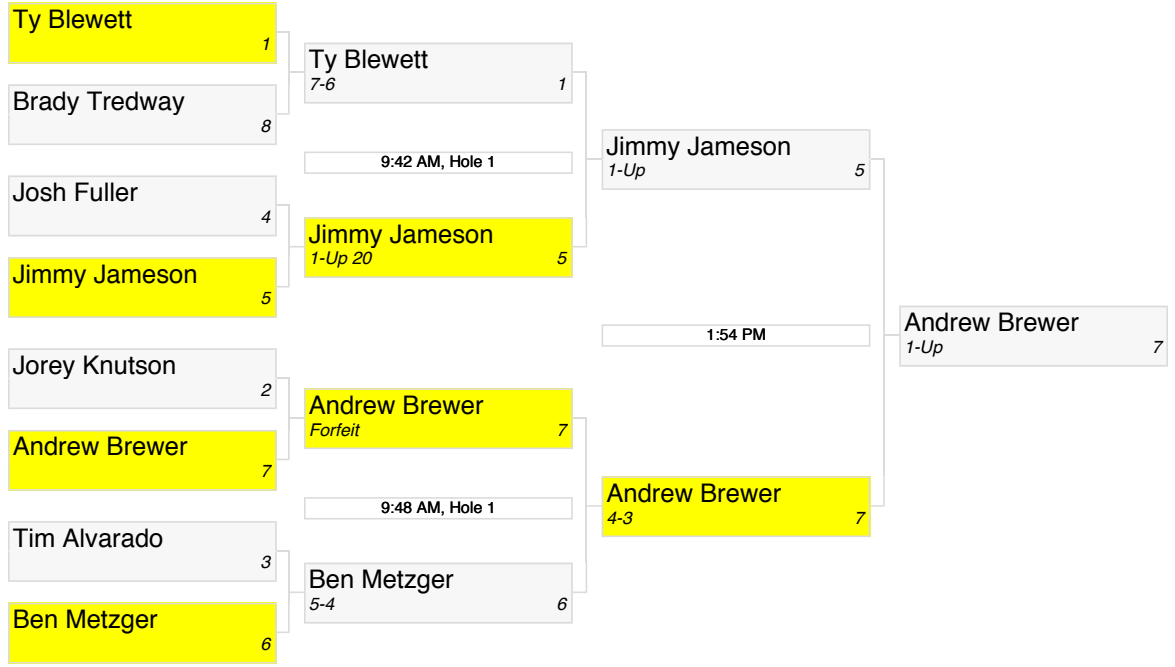 Ty Blewett
1
Brady Tredway
8
Josh Fuller
4
Jimmy Jameson
5
Jorey Knutson
2
Andrew Brewer
7
Tim Alvarado
3
Ben Metzger
6
Ty Blewett
7-6 1
9:42 AM, Hole 1
Jimmy Jameson
1-Up 20 5
Andrew Brewer
Forfeit 7
9:48 AM, Hole 1
Ben Metzger
5-4 6
Jimmy Jameson
1-Up 5
1:54 PM
Andrew Brewer
4-3 7
Andrew Brewer
1-Up 7